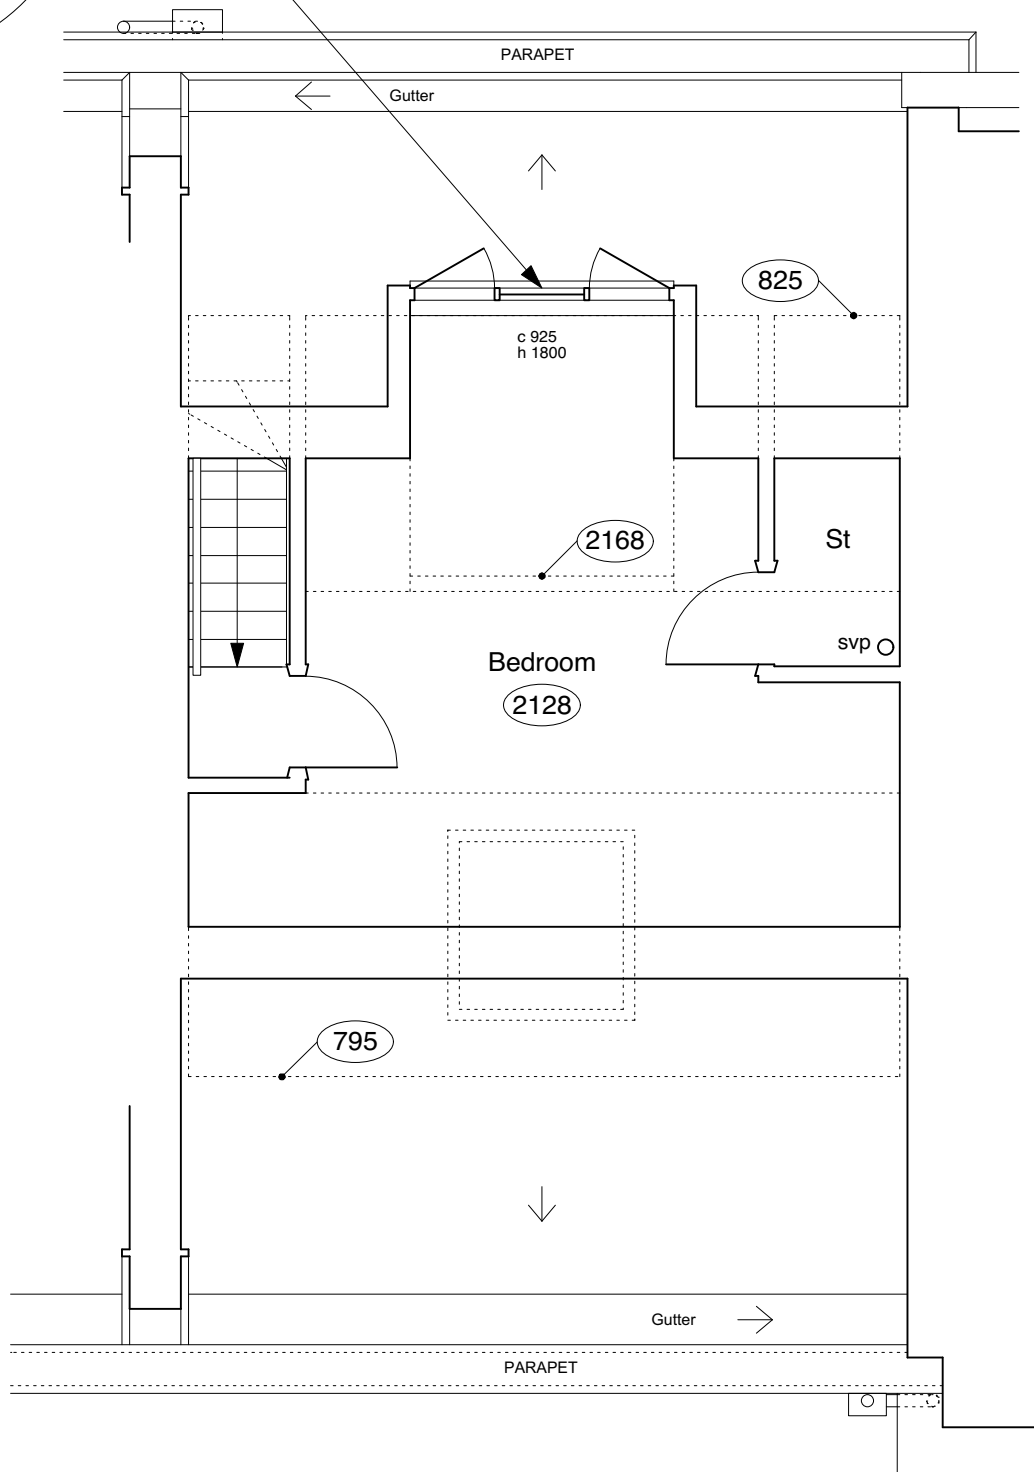 PARAPET
Gutter
825
c 925
h 1800
2168
St
svp
Bedroom
2128
795
Gutter
PARAPET